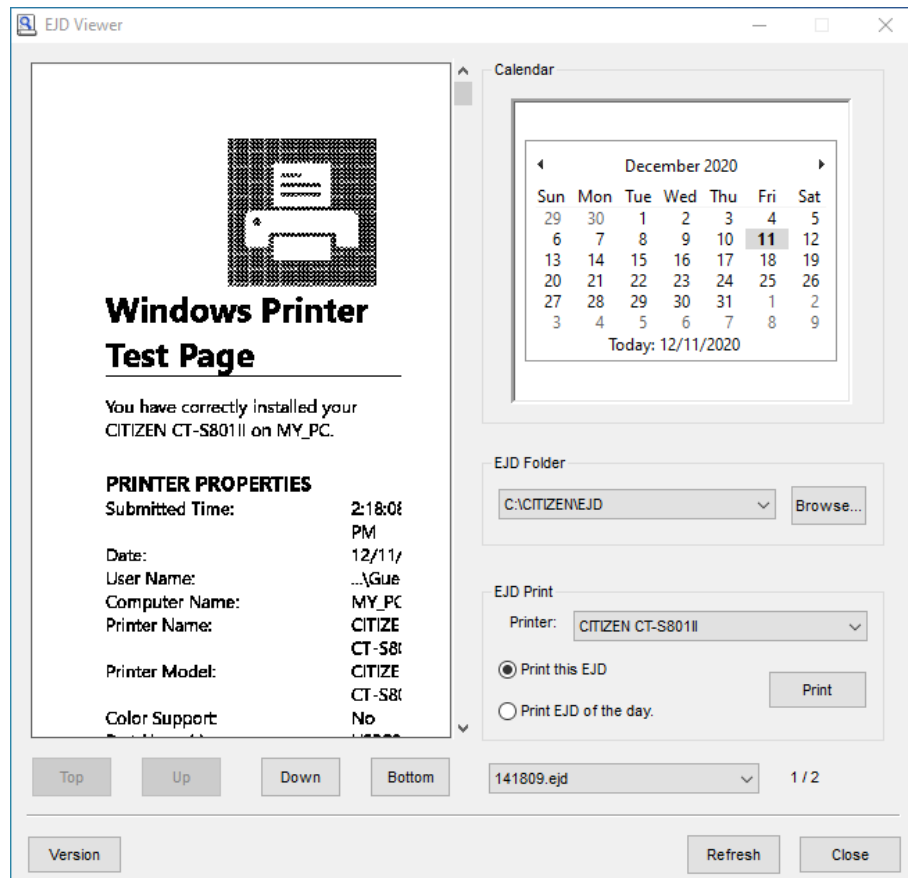 EJD Viewer
Windows Printer
Test Page
You have correctly installed your
CITIZEN CT-S801II on MY_PC.
PRINTER PROPERTIES
Submitted Time: 2:18:08
PM
Date: 12/11/
User Name: ...\Gue
Computer Name: MY_PC
Printer Name: CITIZE
CT-S8(
Printer Model: CITIZE
CT-S8(
Color Support: No
Top Up Down Bottom
Calendar
December 2020
Sun Mon Tue Wed Thu Fri Sat
29 30 1 2 3 4 5
6 7 8 9 10 11 12
13 14 15 16 17 18 19
20 21 22 23 24 25 26
27 28 29 30 31 1 2
3 4 5 6 7 8 9
Today: 12/11/2020
EJD Folder
C:\CITIZEN\EJD Browse...
EJD Print
Printer: CITIZEN CT-S801II
Print this EJD
Print
Print EJD of the day.
141809.ejd 1 / 2
Version Refresh Close